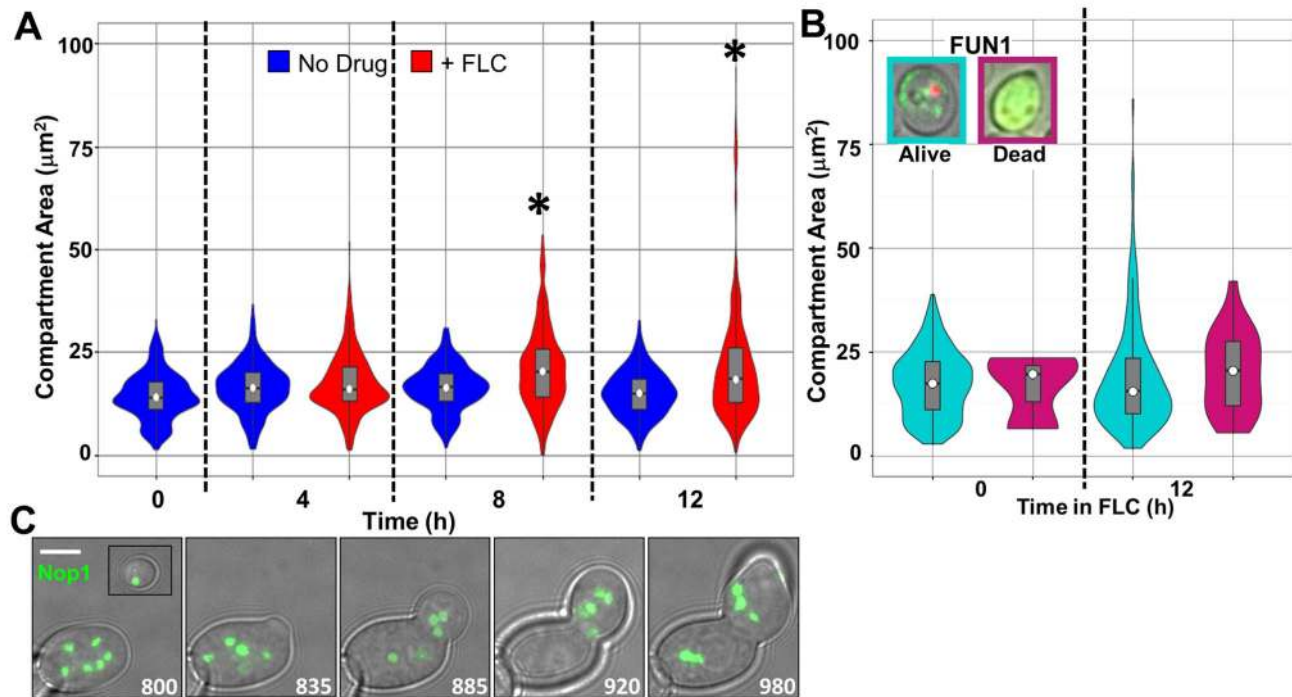 A
100
75
50
25
0
Compartment Area (µm²)
No Drug
+ FLC
*
*
0
4
8
12
Time (h)
B
100
75
50
25
0
Compartment Area (µm²)
FUN1
Alive
Dead
0
12
Time in FLC (h)
C
Nop1
800
835
885
920
980